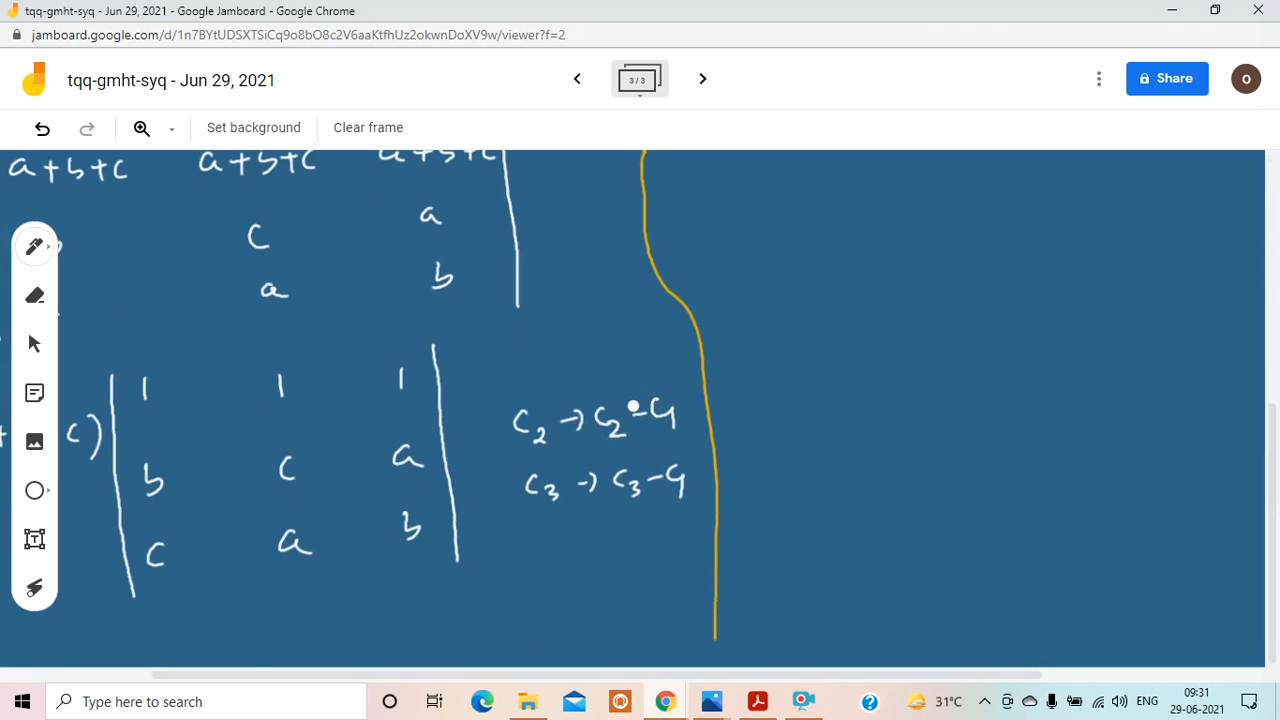 tqq-gmht-syq - Jun 29, 2021 - Google Jamboard - Google Chrome
jamboard.google.com/d/1n7BYtUDSXTSiCq9o8bO8c2V6aaKtfhUz2okwnDoXV9w/viewer?f=2
tqq-gmht-syq - Jun 29, 2021
3 / 3
Share
O
Set background
Clear frame
a+b+c a+b+c a+b+c
c a
a b
1 1 1
c) b c a
c a b
C2 → C2 - C1
C3 → C3 - C1
Type here to search
31°C
ENG
09:31
29-06-2021